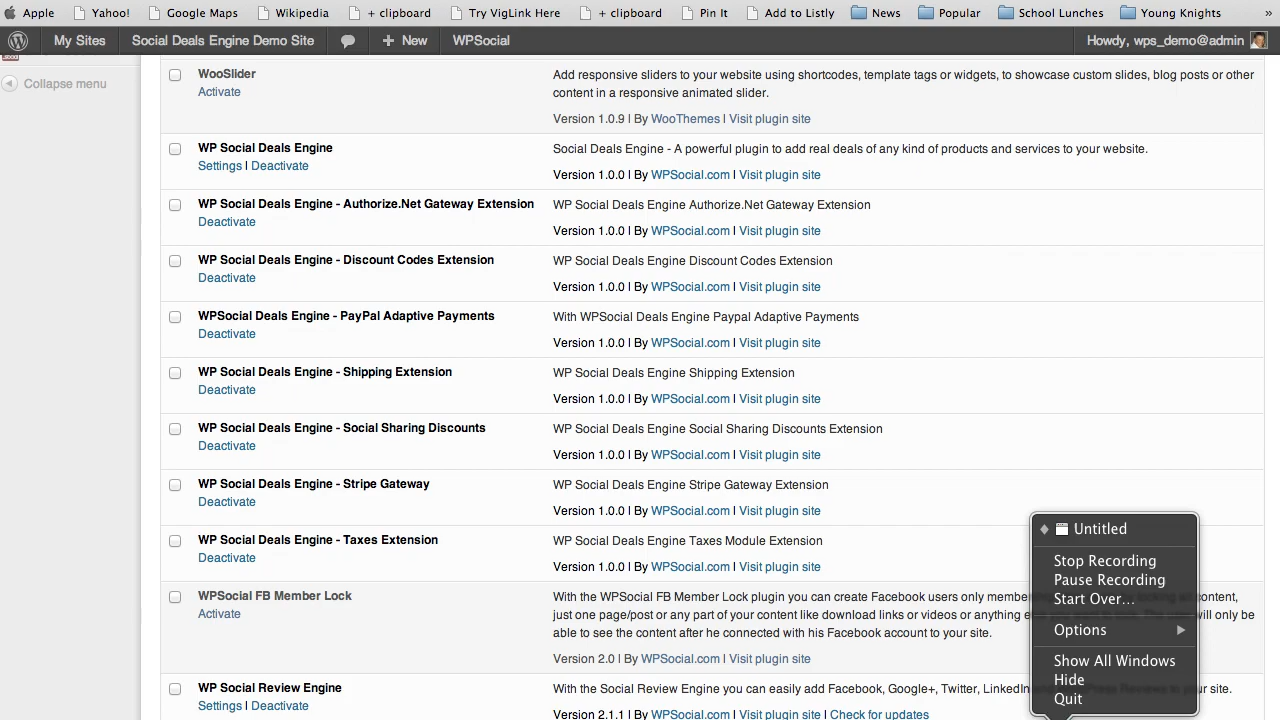 Apple Yahoo! Google Maps Wikipedia + clipboard Try VigLink Here + clipboard Pin It Add to Listly News Popular School Lunches Young Knights »
My Sites Social Deals Engine Demo Site + New WPSocial Howdy, wps_demo@admin
Collapse menu
WooSlider
Activate
Add responsive sliders to your website using shortcodes, template tags or widgets, to showcase custom slides, blog posts or other
content in a responsive animated slider.
Version 1.0.9 | By WooThemes | Visit plugin site
WP Social Deals Engine
Settings | Deactivate
Social Deals Engine - A powerful plugin to add real deals of any kind of products and services to your website.
Version 1.0.0 | By WPSocial.com | Visit plugin site
WP Social Deals Engine - Authorize.Net Gateway Extension
Deactivate
WP Social Deals Engine Authorize.Net Gateway Extension
Version 1.0.0 | By WPSocial.com | Visit plugin site
WP Social Deals Engine - Discount Codes Extension
Deactivate
WP Social Deals Engine Discount Codes Extension
Version 1.0.0 | By WPSocial.com | Visit plugin site
WPSocial Deals Engine - PayPal Adaptive Payments
Deactivate
With WPSocial Deals Engine Paypal Adaptive Payments
Version 1.0.0 | By WPSocial.com | Visit plugin site
WP Social Deals Engine - Shipping Extension
Deactivate
WP Social Deals Engine Shipping Extension
Version 1.0.0 | By WPSocial.com | Visit plugin site
WP Social Deals Engine - Social Sharing Discounts
Deactivate
WP Social Deals Engine Social Sharing Discounts Extension
Version 1.0.0 | By WPSocial.com | Visit plugin site
WP Social Deals Engine - Stripe Gateway
Deactivate
WP Social Deals Engine Stripe Gateway Extension
Version 1.0.0 | By WPSocial.com | Visit plugin site
WP Social Deals Engine - Taxes Extension
Deactivate
WP Social Deals Engine Taxes Module Extension
Version 1.0.0 | By WPSocial.com | Visit plugin site
WPSocial FB Member Lock
Activate
With the WPSocial FB Member Lock plugin you can create Facebook users only content,
just one page/post or any part of your content like download links or videos or anything will only be
able to see the content after he connected with his Facebook account to your site.
Version 2.0 | By WPSocial.com | Visit plugin site
WP Social Review Engine
Settings | Deactivate
With the Social Review Engine you can easily add Facebook, Google+, Twitter, LinkedIn Reviews to your site.
Version 2.1.1 | By WPSocial.com | Visit plugin site | Check for updates
Untitled
Stop Recording
Pause Recording
Start Over...
Options
Show All Windows
Hide
Quit